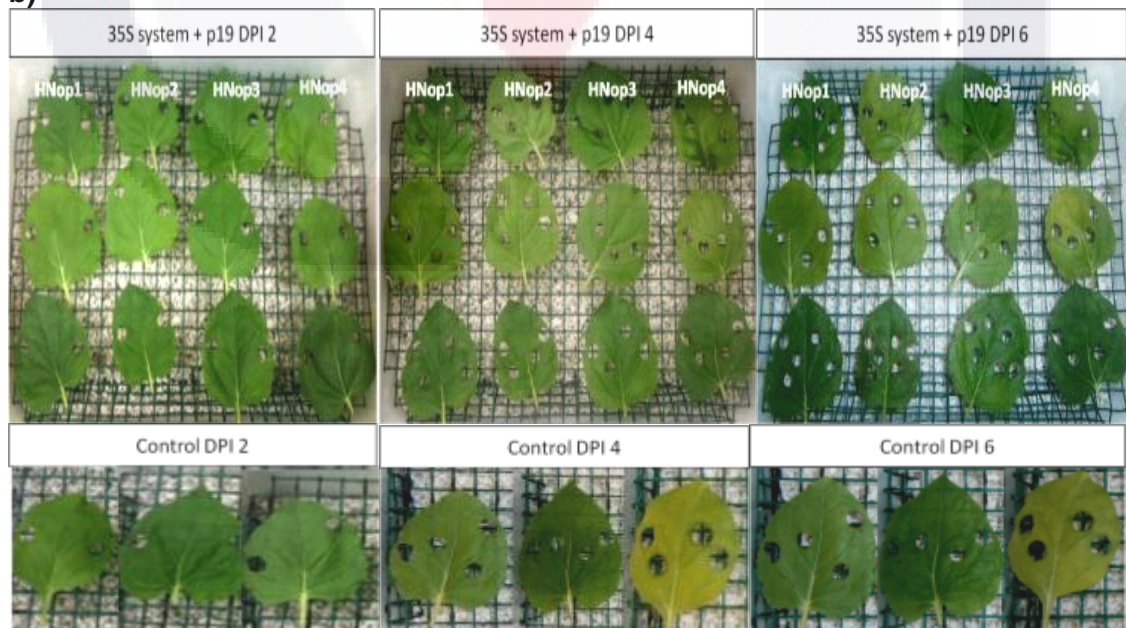 b)
35S system + p19 DPI 2
35S system + p19 DPI 4
35S system + p19 DPI 6
HNop1 HNop2 HNop3 HNop4
HNop1 HNop2 HNop3 HNop4
HNop1 HNop2 HNop3 HNop4
Control DPI 2
Control DPI 4
Control DPI 6